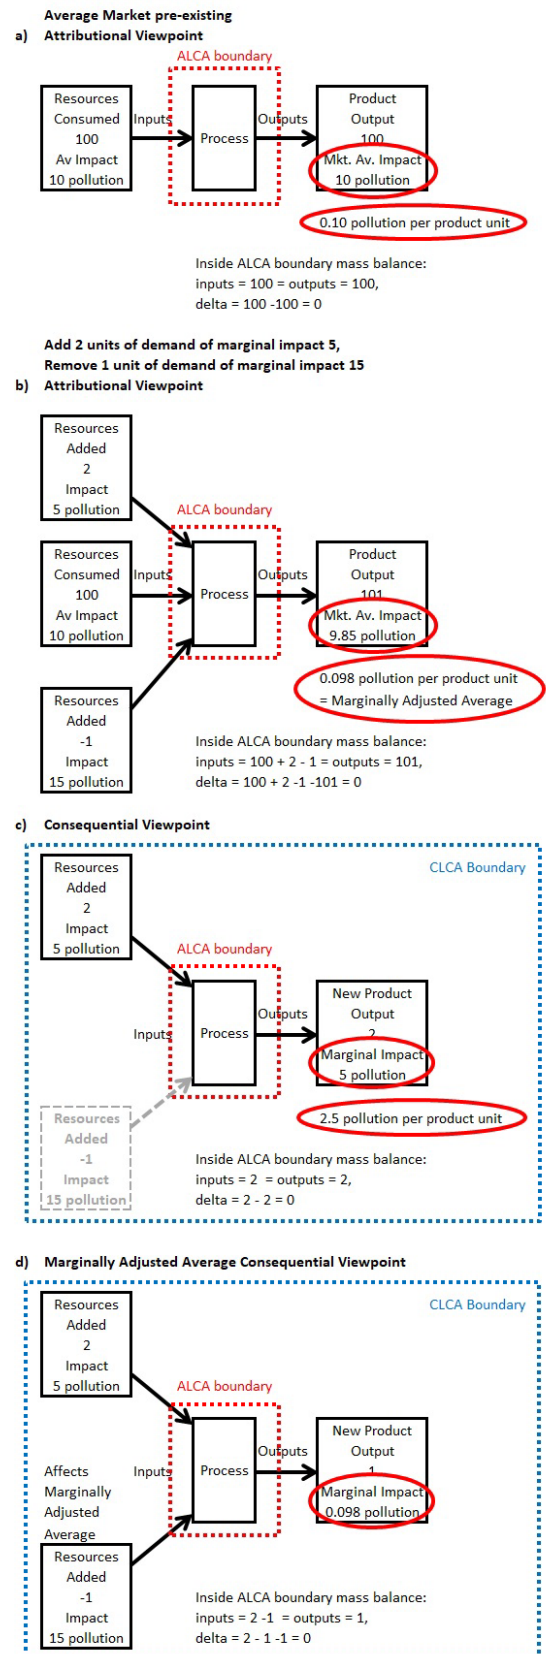 Average Market pre-existing
a) Attributional Viewpoint
ALCA boundary
Resources
Consumed
100
Av Impact
10 pollution
Inputs
Process
Outputs
Product
Output
100
Mkt. Av. Impact
10 pollution
0.10 pollution per product unit
Inside ALCA boundary mass balance:
inputs = 100 = outputs = 100,
delta = 100 -100 = 0
Add 2 units of demand of marginal impact 5,
Remove 1 unit of demand of marginal impact 15
b) Attributional Viewpoint
Resources
Added
2
Impact
5 pollution
ALCA boundary
Resources
Consumed
100
Av Impact
10 pollution
Inputs
Process
Outputs
Product
Output
101
Mkt. Av. Impact
9.85 pollution
0.098 pollution per product unit
= Marginally Adjusted Average
Resources
Added
-1
Impact
15 pollution
Inside ALCA boundary mass balance:
inputs = 100 + 2 - 1 = outputs = 101,
delta = 100 + 2 -1 -101 = 0
c) Consequential Viewpoint
CLCA Boundary
Resources
Added
2
Impact
5 pollution
ALCA boundary
Inputs
Process
Outputs
New Product
Output
2
Marginal Impact
5 pollution
2.5 pollution per product unit
Resources
Added
-1
Impact
15 pollution
Inside ALCA boundary mass balance:
inputs = 2 = outputs = 2,
delta = 2 - 2 = 0
d) Marginally Adjusted Average Consequential Viewpoint
CLCA Boundary
Resources
Added
2
Impact
5 pollution
ALCA boundary
Affects
Marginally
Adjusted
Average
Inputs
Process
Outputs
New Product
Output
1
Marginal Impact
0.098 pollution
Resources
Added
-1
Impact
15 pollution
Inside ALCA boundary mass balance:
inputs = 2 -1 = outputs = 1,
delta = 2 - 1 -1 = 0